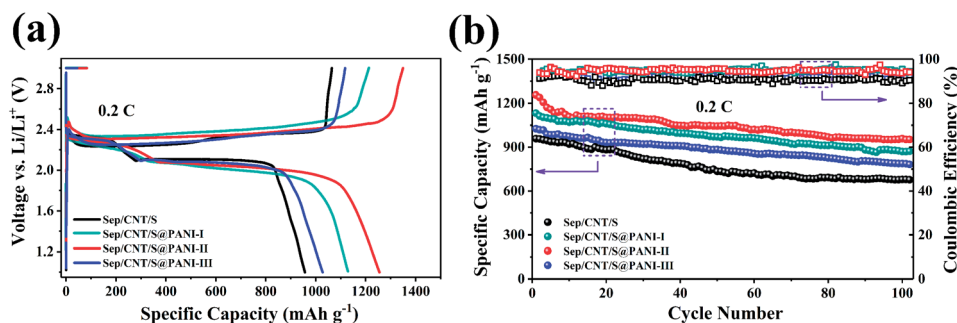 (a)
Voltage vs. Li/Li+ (V)
2.8
2.4
2.0
1.6
1.2
0.2 C
Sep/CNT/S
Sep/CNT/S@PANI-I
Sep/CNT/S@PANI-II
Sep/CNT/S@PANI-III
0 200 400 600 800 1000 1200 1400
Specific Capacity (mAh g-1)
(b)
Specific Capacity (mAh g-1)
1500
1200
900
600
300
0
0.2 C
Sep/CNT/S
Sep/CNT/S@PANI-I
Sep/CNT/S@PANI-II
Sep/CNT/S@PANI-III
0 20 40 60 80 100
Cycle Number
100
80
60
40
20
0
Coulombic Efficiency (%)